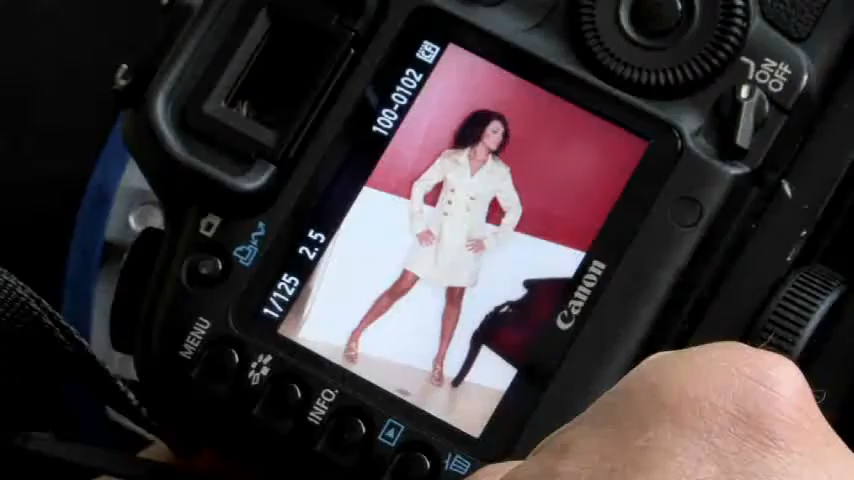 100-0102
1/125 2.5
Canon
ON
OFF
MENU
INFO.